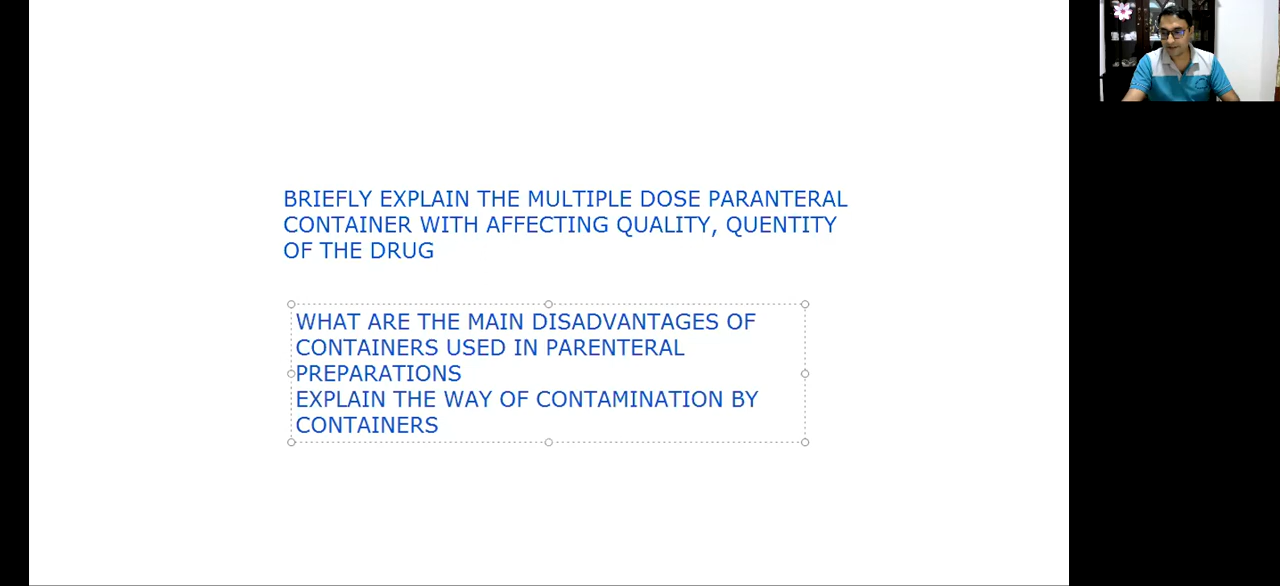 BRIEFLY EXPLAIN THE MULTIPLE DOSE PARANTERAL
CONTAINER WITH AFFECTING QUALITY, QUENTITY
OF THE DRUG
WHAT ARE THE MAIN DISADVANTAGES OF
CONTAINERS USED IN PARENTERAL
PREPARATIONS
EXPLAIN THE WAY OF CONTAMINATION BY
CONTAINERS